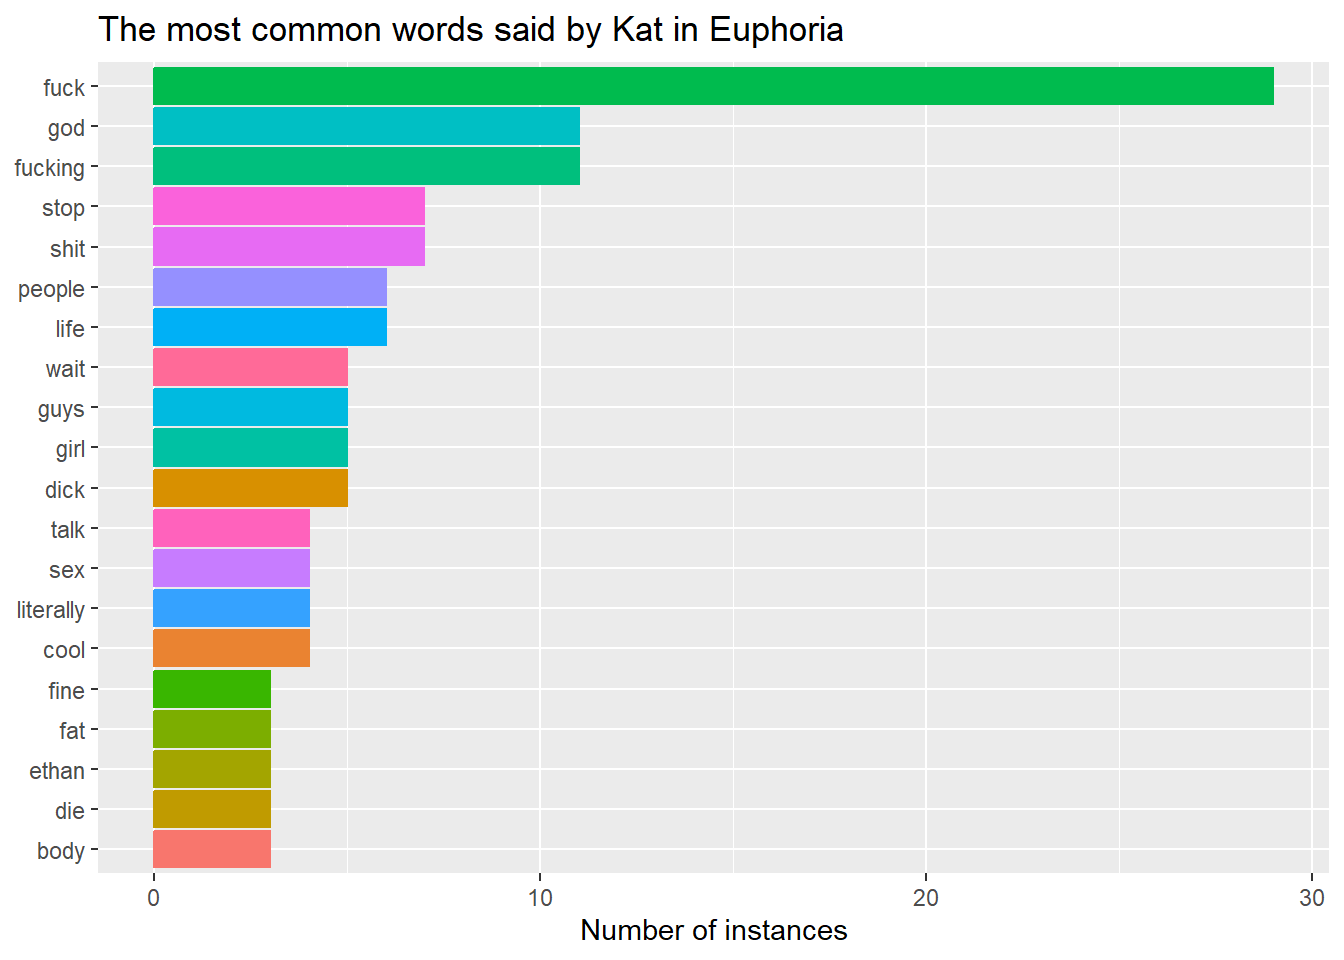 The most common words said by Kat in Euphoria
fuck
god
fucking
stop
shit
people
life
wait
guys
girl
dick
talk
sex
literally
cool
fine
fat
ethan
die
body
0 10 20 30
Number of instances